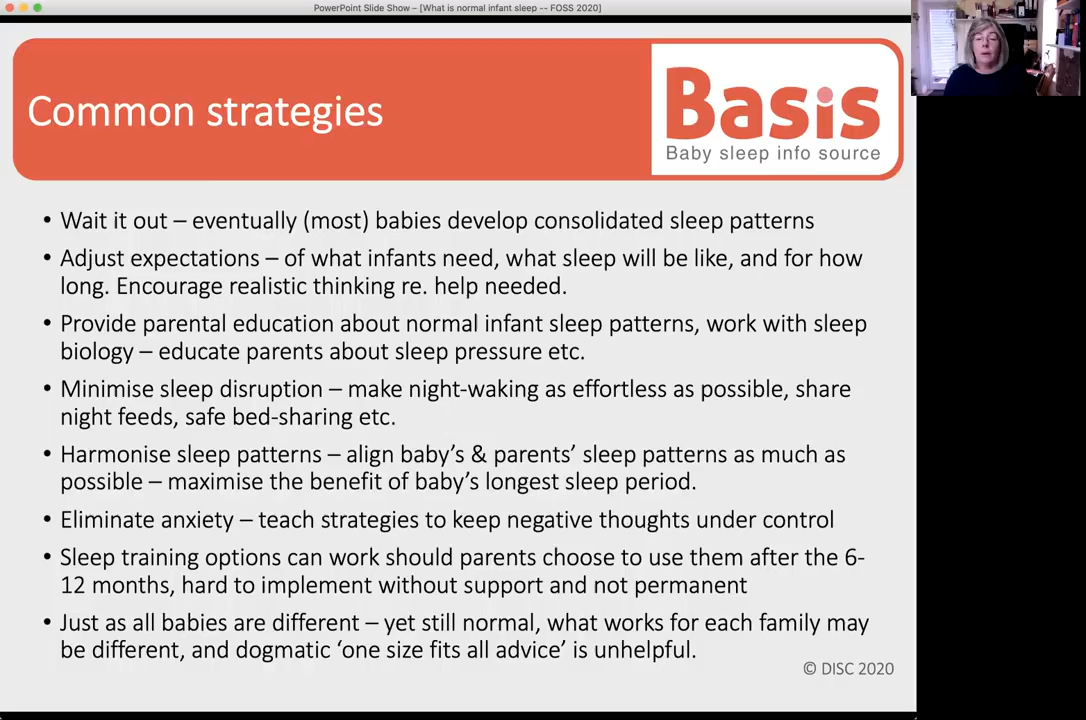 PowerPoint Slide Show – [What is normal infant sleep -- FOSS 2020]
Common strategies
Basis
Baby sleep info source
• Wait it out – eventually (most) babies develop consolidated sleep patterns
• Adjust expectations – of what infants need, what sleep will be like, and for how
long. Encourage realistic thinking re. help needed.
• Provide parental education about normal infant sleep patterns, work with sleep
biology – educate parents about sleep pressure etc.
• Minimise sleep disruption – make night-waking as effortless as possible, share
night feeds, safe bed-sharing etc.
• Harmonise sleep patterns – align baby’s & parents’ sleep patterns as much as
possible – maximise the benefit of baby’s longest sleep period.
• Eliminate anxiety – teach strategies to keep negative thoughts under control
• Sleep training options can work should parents choose to use them after the 6-
12 months, hard to implement without support and not permanent
• Just as all babies are different – yet still normal, what works for each family may
be different, and dogmatic ‘one size fits all advice’ is unhelpful.
© DISC 2020